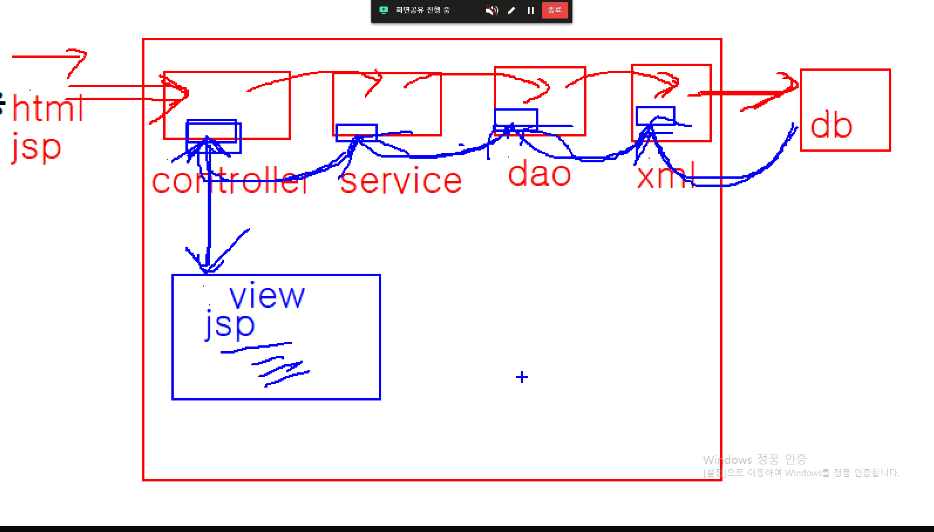 화면공유 진행 중
종료
html
jsp
controller
service
dao
xml
db
view
jsp
Windows 정품 인증
[설정]으로 이동하여 Windows를 정품 인증합니다.